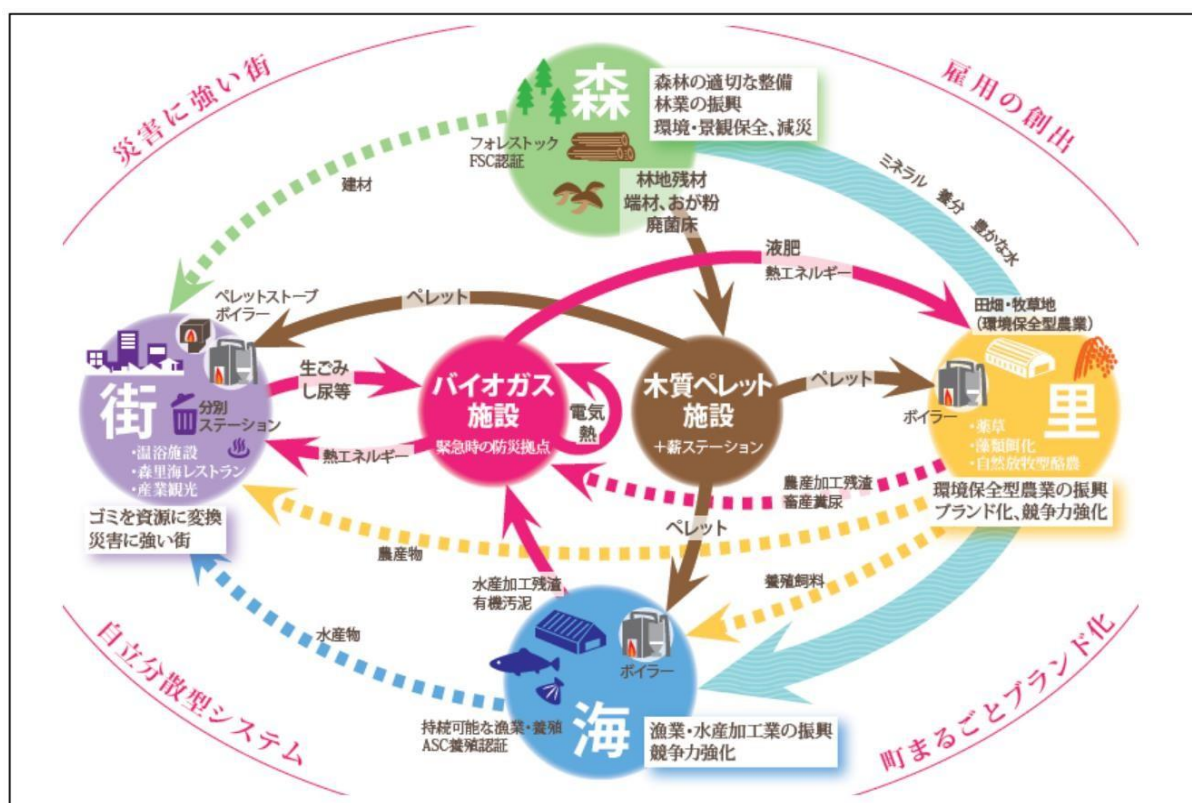 災害に強い街
雇用の創出
森
森林の適切な整備
林業の振興
環境・景観保全、減災
フォレストック
FSC認証
林地残材
端材、おが粉
廃菌床
建材
ミネラル 養分 豊かな水
液肥
熱エネルギー
ペレットストーブ
ボイラー
ペレット
田畑・牧草地
(環境保全型農業)
街
分別
ステーション
・温浴施設
・森里海レストラン
・産業観光
ゴミを資源に変換
災害に強い街
生ごみ
し尿等
熱エネルギー
バイオガス
施設
緊急時の防災拠点
電気
熱
木質ペレット
施設
+薪ステーション
ペレット
ボイラー
里
・薬草
・藻類餌化
・自然放牧型酪農
環境保全型農業の振興
ブランド化、競争力強化
農産加工残渣
畜産糞尿
ペレット
農産物
養殖飼料
水産加工残渣
有機汚泥
水産物
ボイラー
海
持続可能な漁業・養殖
ASC養殖認証
漁業・水産加工業の振興
競争力強化
自立分散型システム
町まるごとブランド化